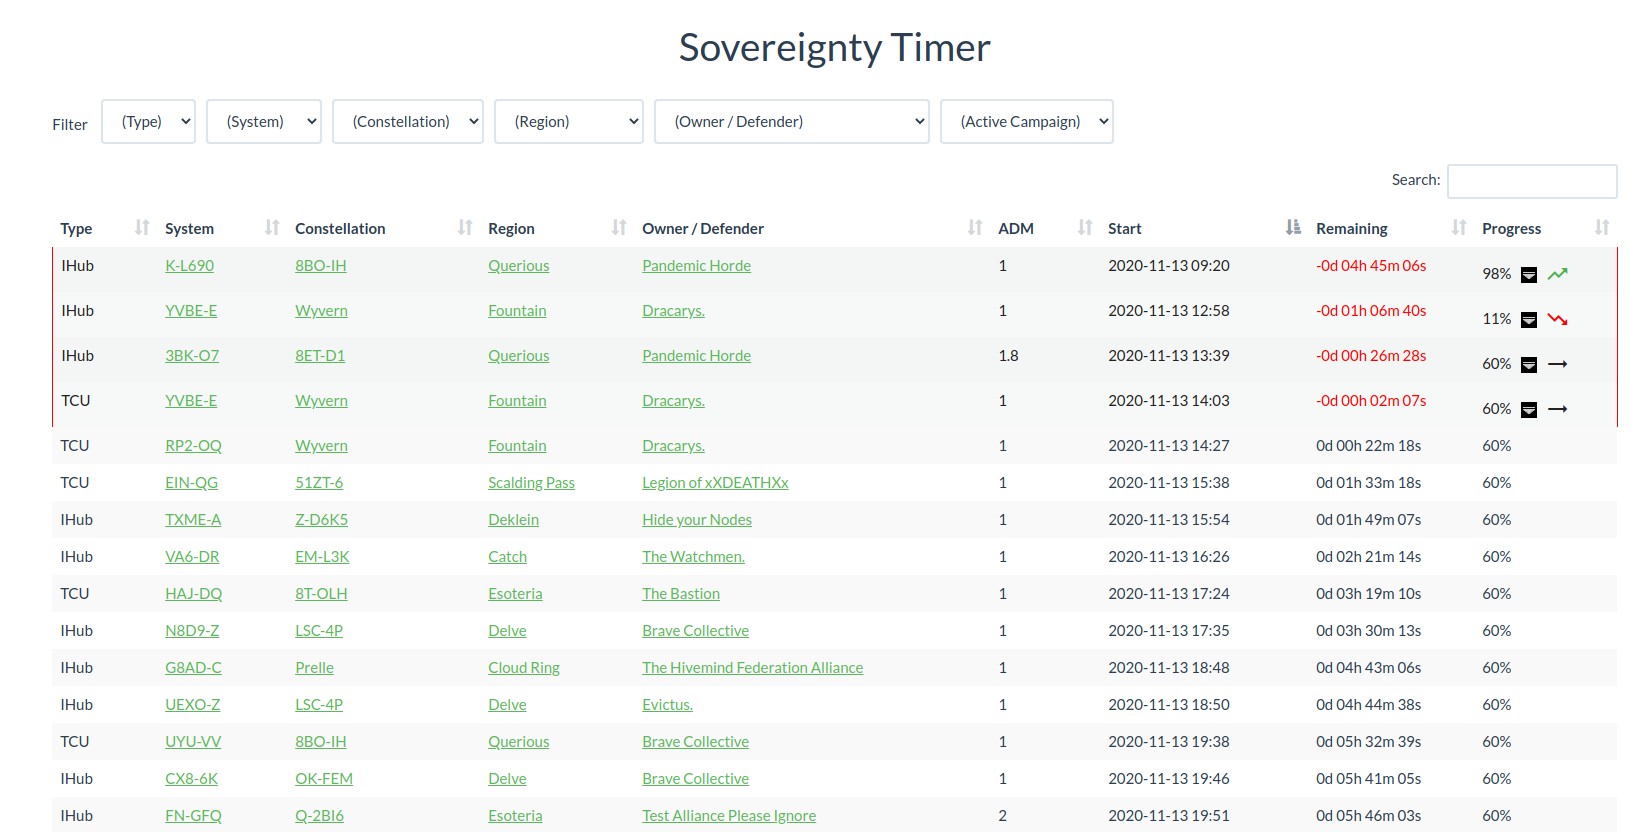 Sovereignty Timer
Filter (Type) (System) (Constellation) (Region) (Owner / Defender) (Active Campaign)
Search:
Type System Constellation Region Owner / Defender ADM Start Remaining Progress
IHub K-L690 8BO-IH Querious Pandemic Horde 1 2020-11-13 09:20 -0d 04h 45m 06s 98%
IHub YVBE-E Wyvern Fountain Dracarys. 1 2020-11-13 12:58 -0d 01h 06m 40s 11%
IHub 3BK-O7 8ET-D1 Querious Pandemic Horde 1.8 2020-11-13 13:39 -0d 00h 26m 28s 60%
TCU YVBE-E Wyvern Fountain Dracarys. 1 2020-11-13 14:03 -0d 00h 02m 07s 60%
TCU RP2-OQ Wyvern Fountain Dracarys. 1 2020-11-13 14:27 0d 00h 22m 18s 60%
TCU EIN-QG 51ZT-6 Scalding Pass Legion of xXDEATHXx 1 2020-11-13 15:38 0d 01h 33m 18s 60%
IHub TXME-A Z-D6K5 Deklein Hide your Nodes 1 2020-11-13 15:54 0d 01h 49m 07s 60%
IHub VA6-DR EM-L3K Catch The Watchmen. 1 2020-11-13 16:26 0d 02h 21m 14s 60%
TCU HAJ-DQ 8T-OLH Esoteria The Bastion 1 2020-11-13 17:24 0d 03h 19m 10s 60%
IHub N8D9-Z LSC-4P Delve Brave Collective 1 2020-11-13 17:35 0d 03h 30m 13s 60%
IHub G8AD-C Prelle Cloud Ring The Hivemind Federation Alliance 1 2020-11-13 18:48 0d 04h 43m 06s 60%
IHub UEXO-Z LSC-4P Delve Evictus. 1 2020-11-13 18:50 0d 04h 44m 38s 60%
TCU UYU-VV 8BO-IH Querious Brave Collective 1 2020-11-13 19:38 0d 05h 32m 39s 60%
IHub CX8-6K OK-FEM Delve Brave Collective 1 2020-11-13 19:46 0d 05h 41m 05s 60%
IHub FN-GFQ Q-2BI6 Esoteria Test Alliance Please Ignore 2 2020-11-13 19:51 0d 05h 46m 03s 60%